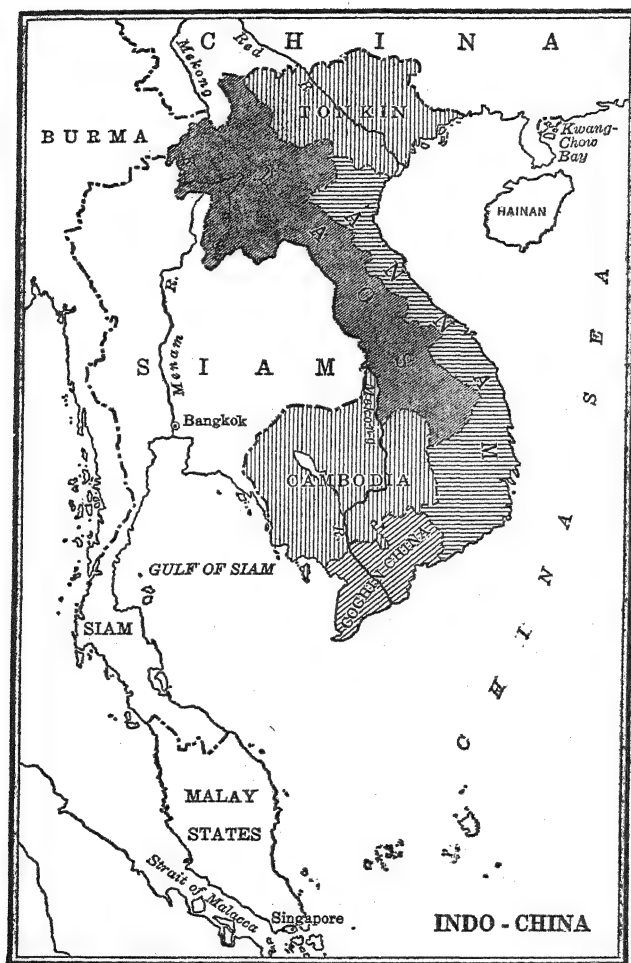 CHINA
Mekong
Red R.
TONKIN
BURMA
Kwang-
Chow
Bay
HAINAN
LAOS
ANNAM
Menam R.
SIAM
Mekong
Bangkok
CAMBODIA
COCHIN CHINA
GULF OF SIAM
SIAM
CHINA SEA
MALAY
STATES
Strait of Malacca
Singapore
INDO-CHINA